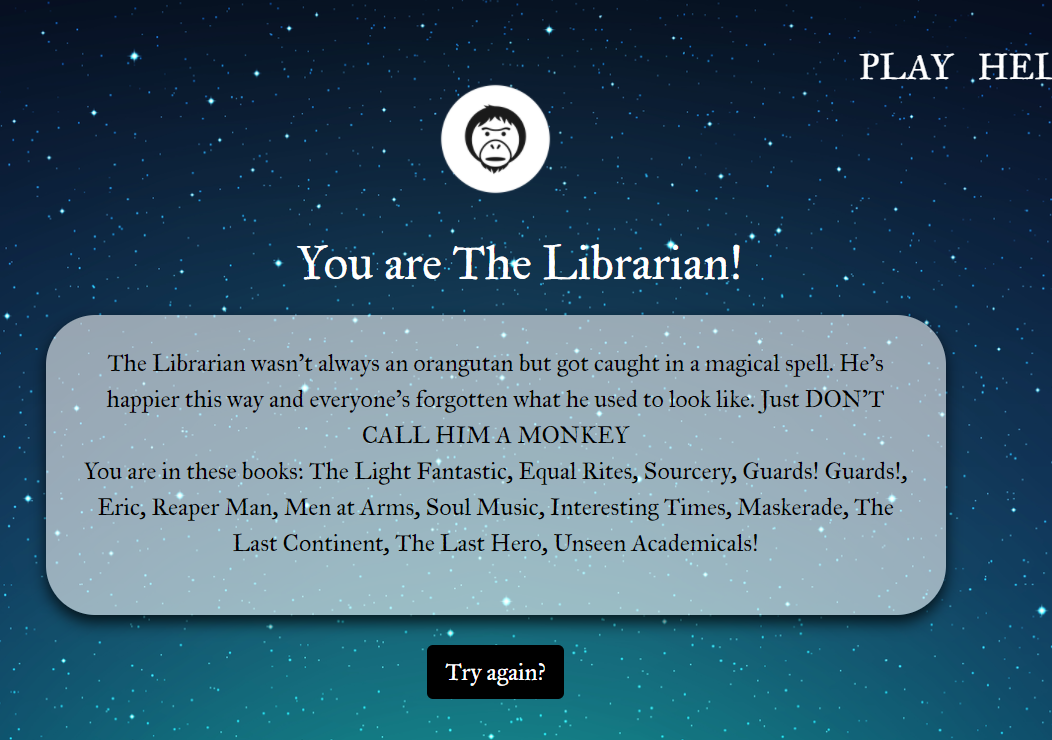 PLAY HEL
You are The Librarian!
The Librarian wasn't always an orangutan but got caught in a magical spell. He's
happier this way and everyone's forgotten what he used to look like. Just DON'T
CALL HIM A MONKEY
You are in these books: The Light Fantastic, Equal Rites, Sourcery, Guards! Guards!,
Eric, Reaper Man, Men at Arms, Soul Music, Interesting Times, Maskerade, The
Last Continent, The Last Hero, Unseen Academicals!
Try again?